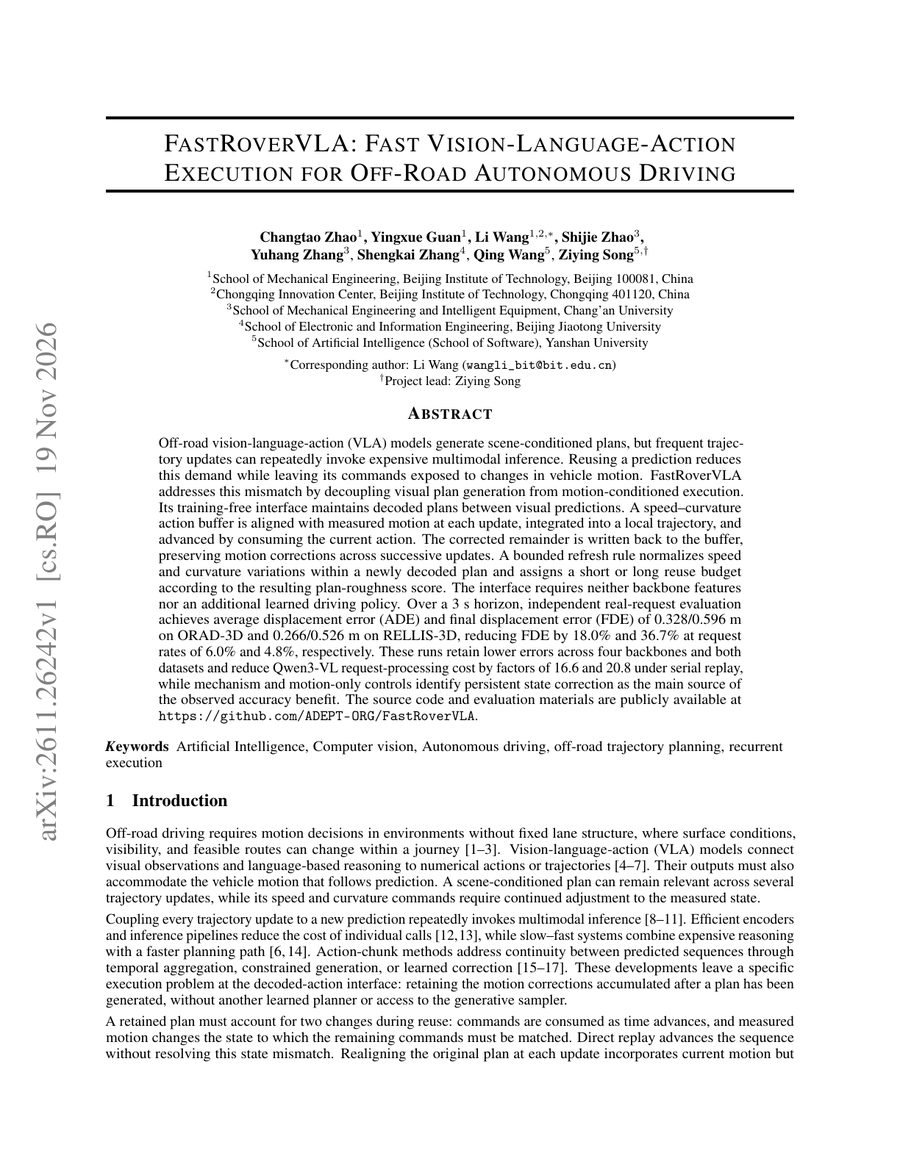 arXiv:2611.26242v1 [cs.RO] 19 Nov 2026
FASTROVERVLA: FAST VISION-LANGUAGE-ACTION
EXECUTION FOR OFF-ROAD AUTONOMOUS DRIVING
Changtao Zhao¹, Yingxue Guan¹, Li Wang¹,²,*, Shijie Zhao³,
Yuhang Zhang³, Shengkai Zhang⁴, Qing Wang⁵, Ziying Song⁵,†
¹School of Mechanical Engineering, Beijing Institute of Technology, Beijing 100081, China
²Chongqing Innovation Center, Beijing Institute of Technology, Chongqing 401120, China
³School of Mechanical Engineering and Intelligent Equipment, Chang'an University
⁴School of Electronic and Information Engineering, Beijing Jiaotong University
⁵School of Artificial Intelligence (School of Software), Yanshan University
*Corresponding author: Li Wang (wangli_bit@bit.edu.cn)
†Project lead: Ziying Song
ABSTRACT
Off-road vision-language-action (VLA) models generate scene-conditioned plans, but frequent trajec-
tory updates can repeatedly invoke expensive multimodal inference. Reusing a prediction reduces
this demand while leaving its commands exposed to changes in vehicle motion. FastRoverVLA
addresses this mismatch by decoupling visual plan generation from motion-conditioned execution.
Its training-free interface maintains decoded plans between visual predictions. A speed–curvature
action buffer is aligned with measured motion at each update, integrated into a local trajectory, and
advanced by consuming the current action. The corrected remainder is written back to the buffer,
preserving motion corrections across successive updates. A bounded refresh rule normalizes speed
and curvature variations within a newly decoded plan and assigns a short or long reuse budget
according to the resulting plan-roughness score. The interface requires neither backbone features
nor an additional learned driving policy. Over a 3 s horizon, independent real-request evaluation
achieves average displacement error (ADE) and final displacement error (FDE) of 0.328/0.596 m
on ORAD-3D and 0.266/0.526 m on RELLIS-3D, reducing FDE by 18.0% and 36.7% at request
rates of 6.0% and 4.8%, respectively. These runs retain lower errors across four backbones and both
datasets and reduce Qwen3-VL request-processing cost by factors of 16.6 and 20.8 under serial replay,
while mechanism and motion-only controls identify persistent state correction as the main source of
the observed accuracy benefit. The source code and evaluation materials are publicly available at
https://github.com/ADEPT-ORG/FastRoverVLA.
Keywords Artificial Intelligence, Computer vision, Autonomous driving, off-road trajectory planning, recurrent
execution
1 Introduction
Off-road driving requires motion decisions in environments without fixed lane structure, where surface conditions,
visibility, and feasible routes can change within a journey [1–3]. Vision-language-action (VLA) models connect
visual observations and language-based reasoning to numerical actions or trajectories [4–7]. Their outputs must also
accommodate the vehicle motion that follows prediction. A scene-conditioned plan can remain relevant across several
trajectory updates, while its speed and curvature commands require continued adjustment to the measured state.
Coupling every trajectory update to a new prediction repeatedly invokes multimodal inference [8–11]. Efficient encoders
and inference pipelines reduce the cost of individual calls [12,13], while slow–fast systems combine expensive reasoning
with a faster planning path [6, 14]. Action-chunk methods address continuity between predicted sequences through
temporal aggregation, constrained generation, or learned correction [15–17]. These developments leave a specific
execution problem at the decoded-action interface: retaining the motion corrections accumulated after a plan has been
generated, without another learned planner or access to the generative sampler.
A retained plan must account for two changes during reuse: commands are consumed as time advances, and measured
motion changes the state to which the remaining commands must be matched. Direct replay advances the sequence
without resolving this state mismatch. Realigning the original plan at each update incorporates current motion but